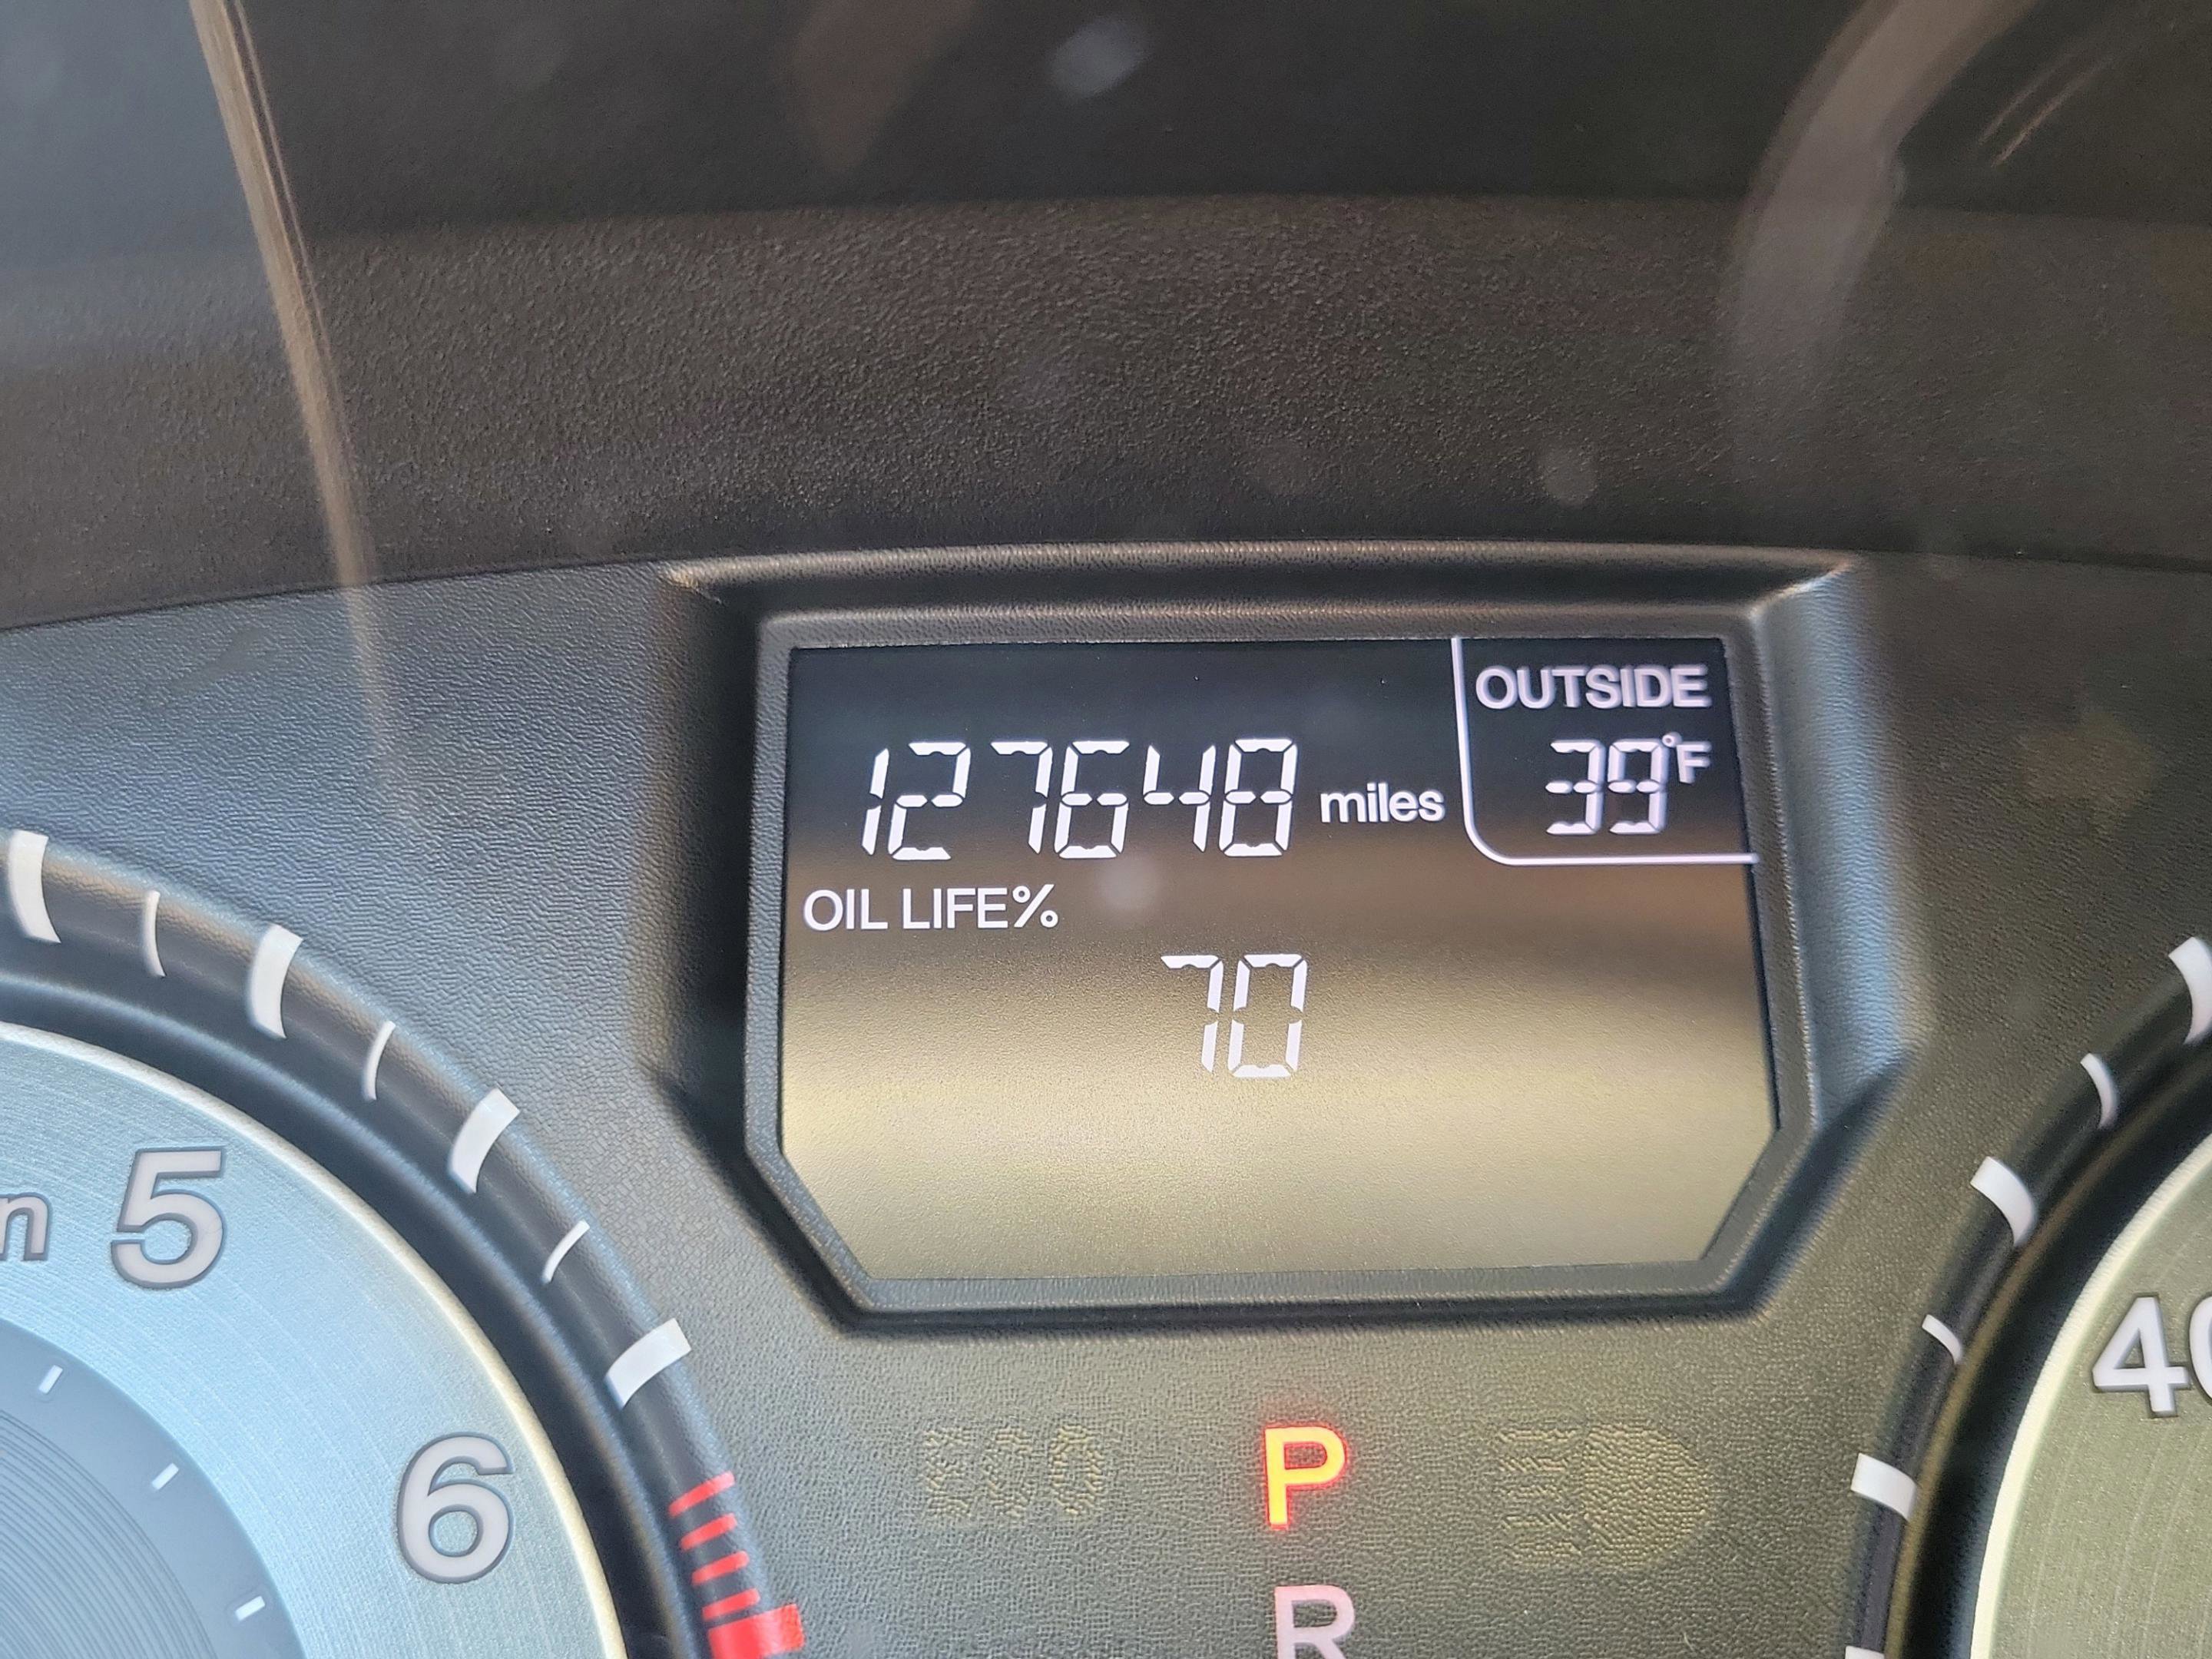 OUTSIDE
127648 miles 39°F
OIL LIFE%
70
n 5
6
40
P
R